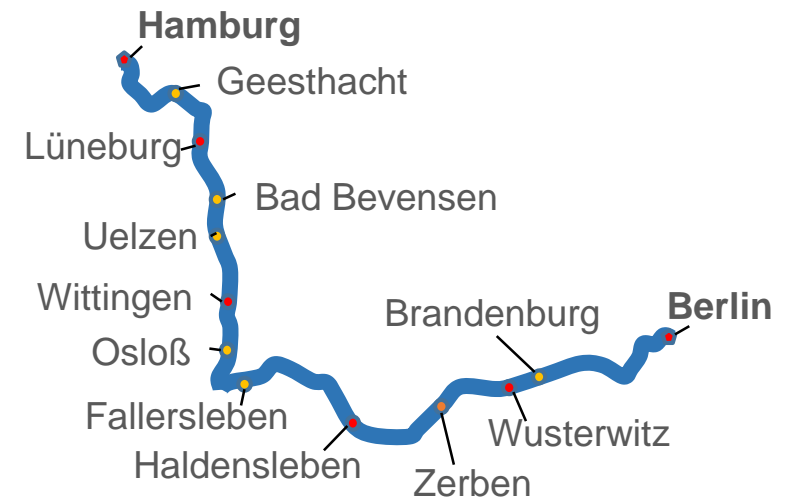 Hamburg
Geesthacht
Lüneburg
Bad Bevensen
Uelzen
Wittingen
Berlin
Brandenburg
Osloß
Fallersleben
Wusterwitz
Haldensleben
Zerben